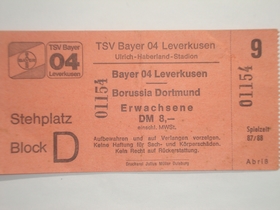 TSV Bayer
04
Leverkusen
Stehplatz
Block D
01154
TSV Bayer 04 Leverkusen
Ulrich-Haberland-Stadion
Bayer 04 Leverkusen
Borussia Dortmund
Erwachsene
DM 8,–
einschl. MWSt.
Aufbewahren und auf Verlangen vorzeigen.
Keine Haftung für Sach- und Körperschäden.
Kein Recht auf Rückerstattung.
9
01154
Spielzeit
87/88
Abriß